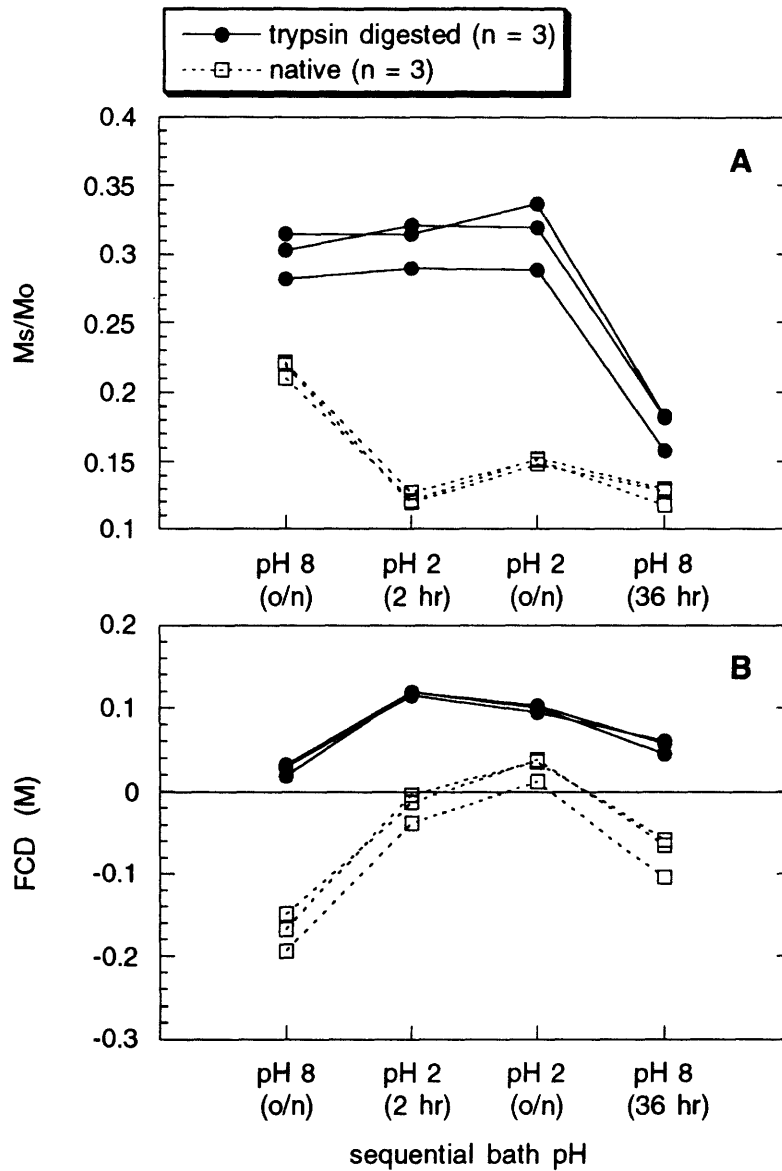 trypsin digested (n = 3)
native (n = 3)
A
0.4
0.35
0.3
0.25
0.2
0.15
0.1
Ms/Mo
pH 8 pH 2 pH 2 pH 8
(o/n) (2 hr) (o/n) (36 hr)
B
0.2
0.1
0
-0.1
-0.2
-0.3
FCD (M)
pH 8 pH 2 pH 2 pH 8
(o/n) (2 hr) (o/n) (36 hr)
sequential bath pH